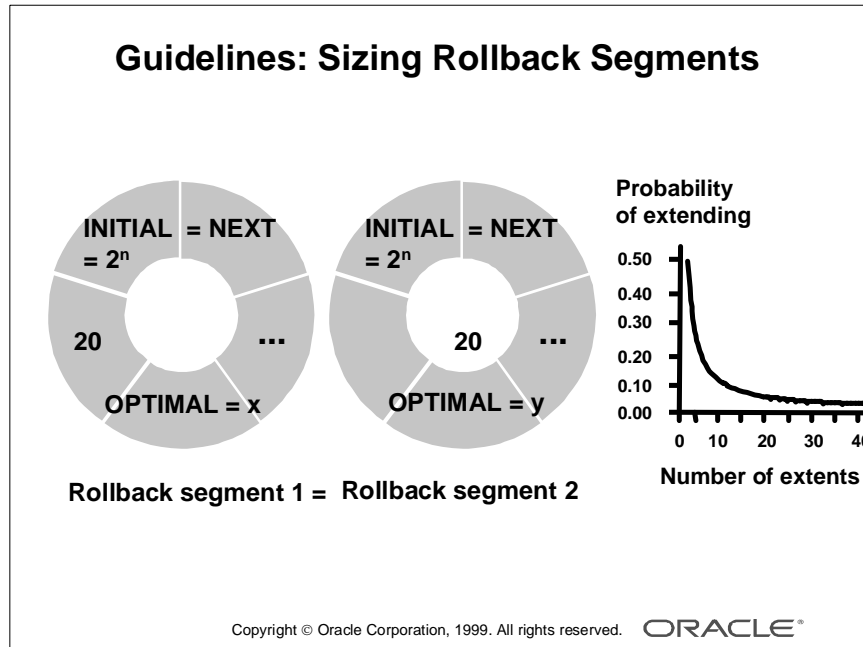 Guidelines: Sizing Rollback Segments
INITIAL = NEXT
= 2ⁿ
20
...
OPTIMAL = x
INITIAL = NEXT
= 2ⁿ
20
...
OPTIMAL = y
Rollback segment 1 = Rollback segment 2
Probability
of extending
0.50
0.40
0.30
0.20
0.10
0.00
0 10 20 30 40
Number of extents
Copyright © Oracle Corporation, 1999. All rights reserved. ORACLE®